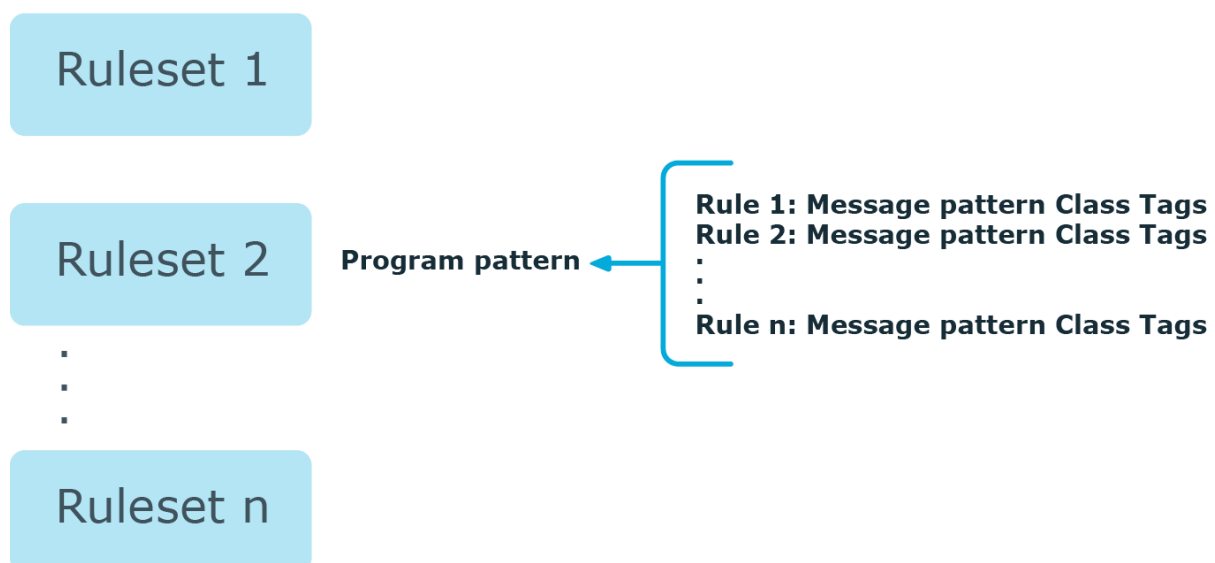 Ruleset 1
Ruleset 2
Program pattern
Rule 1: Message pattern Class Tags
Rule 2: Message pattern Class Tags
.
.
.
Rule n: Message pattern Class Tags
.
.
.
Ruleset n